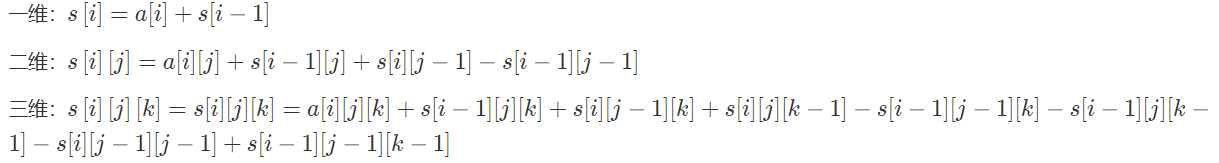 一维：s [i] = a[i] + s[i − 1]
二维：s [i] [j] = a[i][j] + s[i − 1][j] + s[i][j − 1] − s[i − 1][j − 1]
三维：s [i] [j] [k] = s[i][j][k] = a[i][j][k] + s[i − 1][j][k] + s[i][j − 1][k] + s[i][j][k − 1] − s[i − 1][j − 1][k] − s[i − 1][j][k −
1] − s[i][j − 1][j − 1] + s[i − 1][j − 1][k − 1]